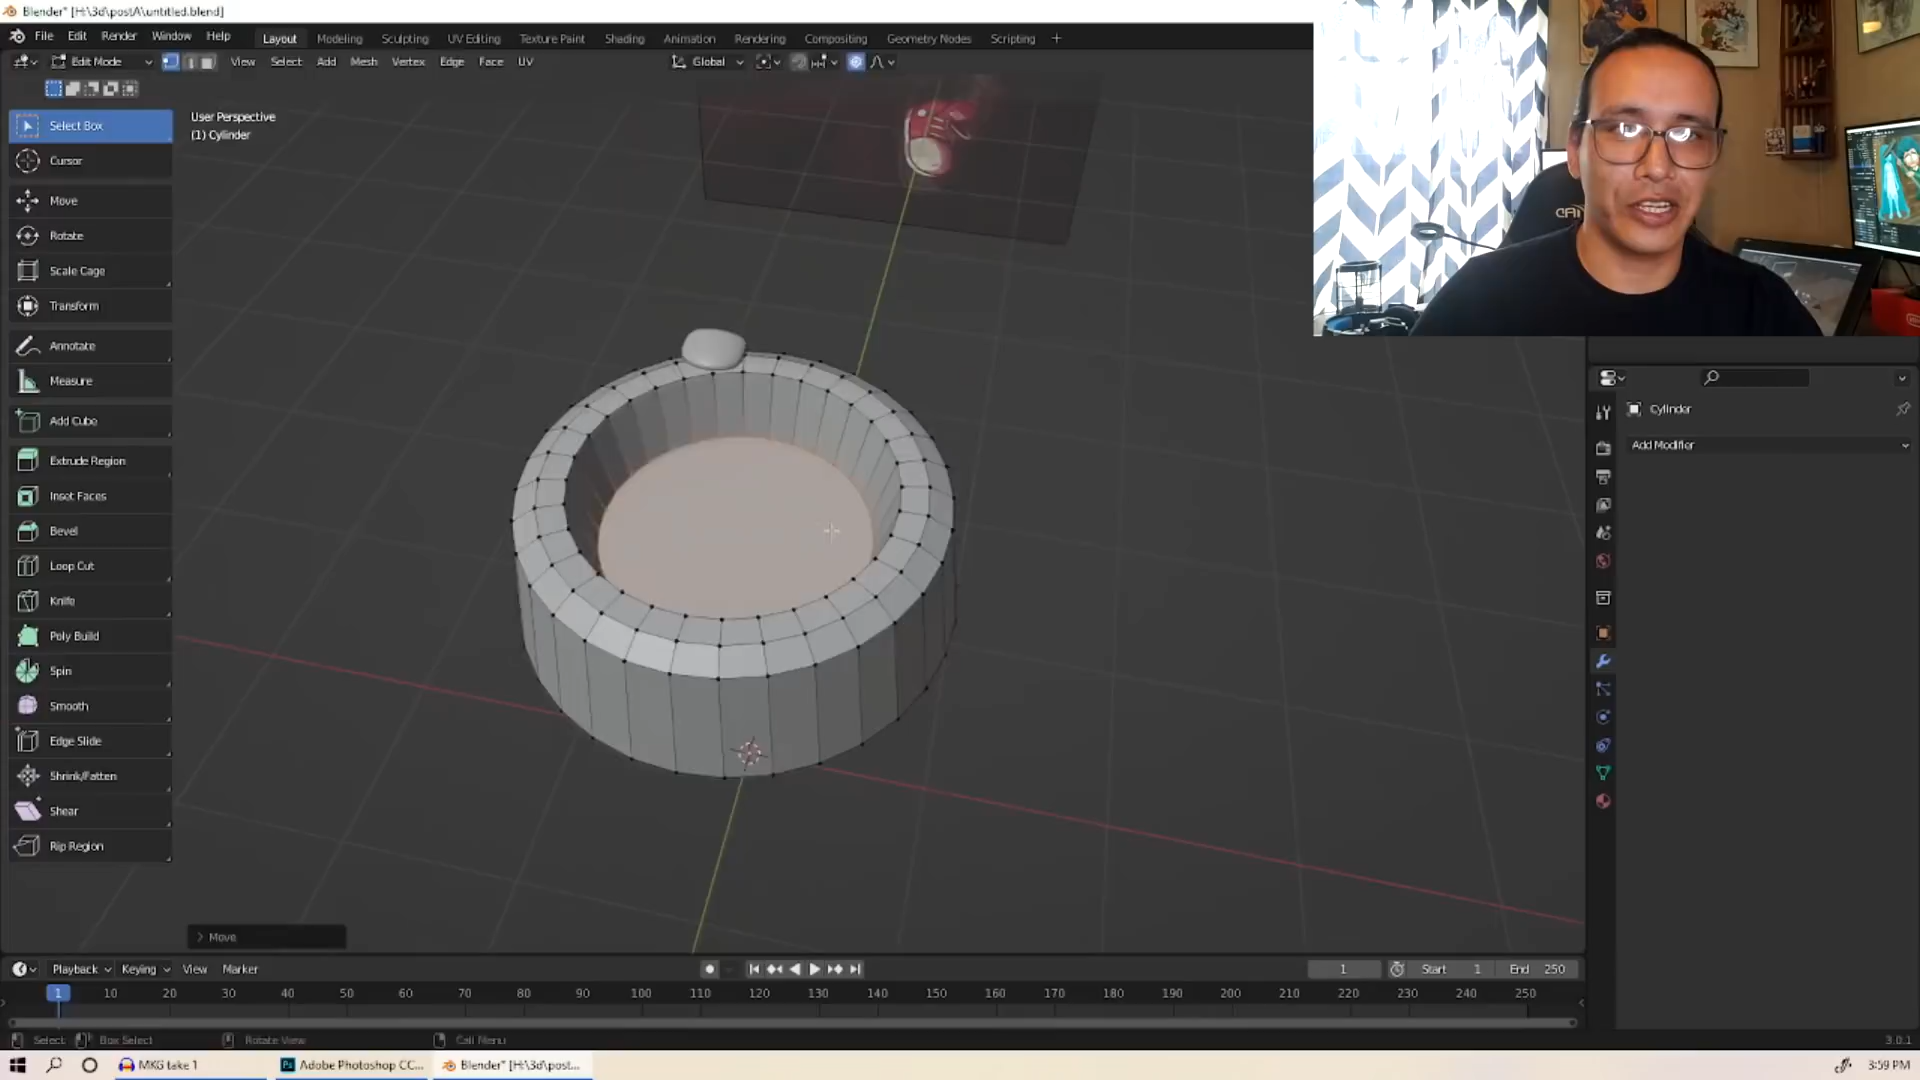 Blender* [H:\3d\postA\untitled.blend]
File Edit Render Window Help
Layout Modeling Sculpting UV Editing Texture Paint Shading Animation Rendering Compositing Geometry Nodes Scripting +
Edit Mode View Select Add Mesh Vertex Edge Face UV
Global
Select Box
Cursor
Move
Rotate
Scale Cage
Transform
Annotate
Measure
Add Cube
Extrude Region
Inset Faces
Bevel
Loop Cut
Knife
Poly Build
Spin
Smooth
Edge Slide
Shrink/Fatten
Shear
Rip Region
User Perspective
(1) Cylinder
Cylinder
Add Modifier
> Move
Playback Keying View Marker
1 Start 1 End 250
1 10 20 30 40 50 60 70 80 90 100 110 120 130 140 150 160 170 180 190 200 210 220 230 240 250
Select Box Select Rotate View Call Menu
3.0.1
MKG take 1
Adobe Photoshop CC...
Blender* [H:\3d\post...
3:59 PM